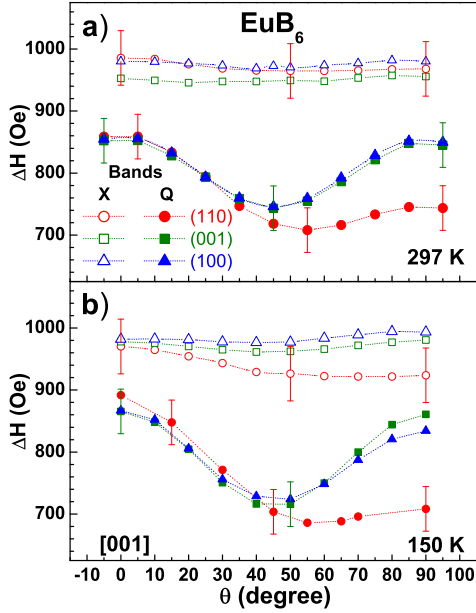 EuB6
a)
1000
900
800
700
ΔH (Oe)
Bands
X Q
(110)
(001)
(100)
297 K
b)
1000
900
800
700
ΔH (Oe)
[001]
150 K
-10 0 10 20 30 40 50 60 70 80 90 100
θ (degree)